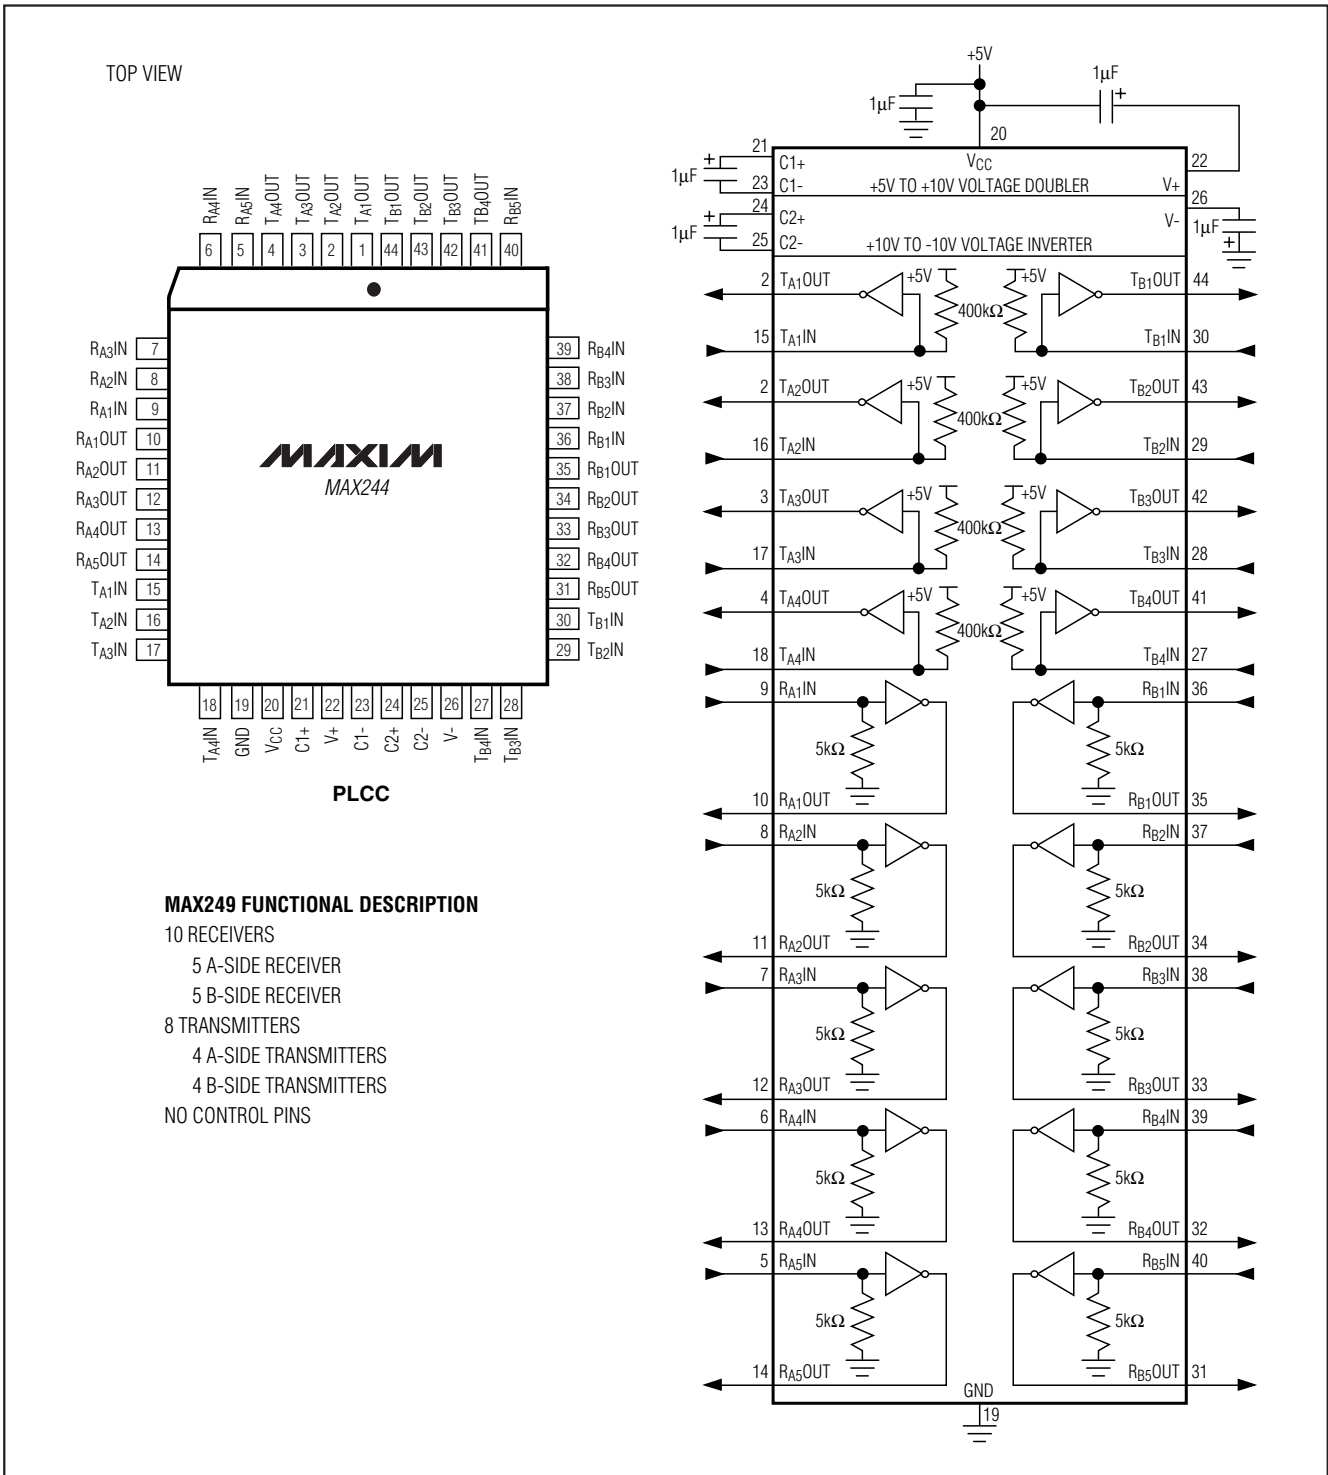 TOP VIEW
RA4IN RA5IN TA4OUT TA3OUT TA2OUT TA1OUT TB1OUT TB2OUT TB3OUT TB4OUT RB5IN
6 5 4 3 2 1 44 43 42 41 40
RA3IN 7
RA2IN 8
RA1IN 9
RA1OUT 10
RA2OUT 11
RA3OUT 12
RA4OUT 13
RA5OUT 14
TA1IN 15
TA2IN 16
TA3IN 17
MAXIM
MAX244
39 RB4IN
38 RB3IN
37 RB2IN
36 RB1IN
35 RB1OUT
34 RB2OUT
33 RB3OUT
32 RB4OUT
31 RB5OUT
30 TB1IN
29 TB2IN
18 19 20 21 22 23 24 25 26 27 28
TA4IN GND VCC C1+ V+ C1- C2+ C2- V- TB4IN TB3IN
PLCC
MAX249 FUNCTIONAL DESCRIPTION
10 RECEIVERS
5 A-SIDE RECEIVER
5 B-SIDE RECEIVER
8 TRANSMITTERS
4 A-SIDE TRANSMITTERS
4 B-SIDE TRANSMITTERS
NO CONTROL PINS
+5V
1µF 1µF +
20
21 C1+ VCC 22
1µF +
23 C1- +5V TO +10V VOLTAGE DOUBLER V+
24 C2+ V- 26
1µF + 1µF +
25 C2- +10V TO -10V VOLTAGE INVERTER
2 TA1OUT +5V +5V TB1OUT 44
400kΩ
15 TA1IN TB1IN 30
2 TA2OUT +5V +5V TB2OUT 43
400kΩ
16 TA2IN TB2IN 29
3 TA3OUT +5V +5V TB3OUT 42
400kΩ
17 TA3IN TB3IN 28
4 TA4OUT +5V +5V TB4OUT 41
400kΩ
18 TA4IN TB4IN 27
9 RA1IN RB1IN 36
5kΩ 5kΩ
10 RA1OUT RB1OUT 35
8 RA2IN RB2IN 37
5kΩ 5kΩ
11 RA2OUT RB2OUT 34
7 RA3IN RB3IN 38
5kΩ 5kΩ
12 RA3OUT RB3OUT 33
6 RA4IN RB4IN 39
5kΩ 5kΩ
13 RA4OUT RB4OUT 32
5 RA5IN RB5IN 40
5kΩ 5kΩ
14 RA5OUT RB5OUT 31
GND
19